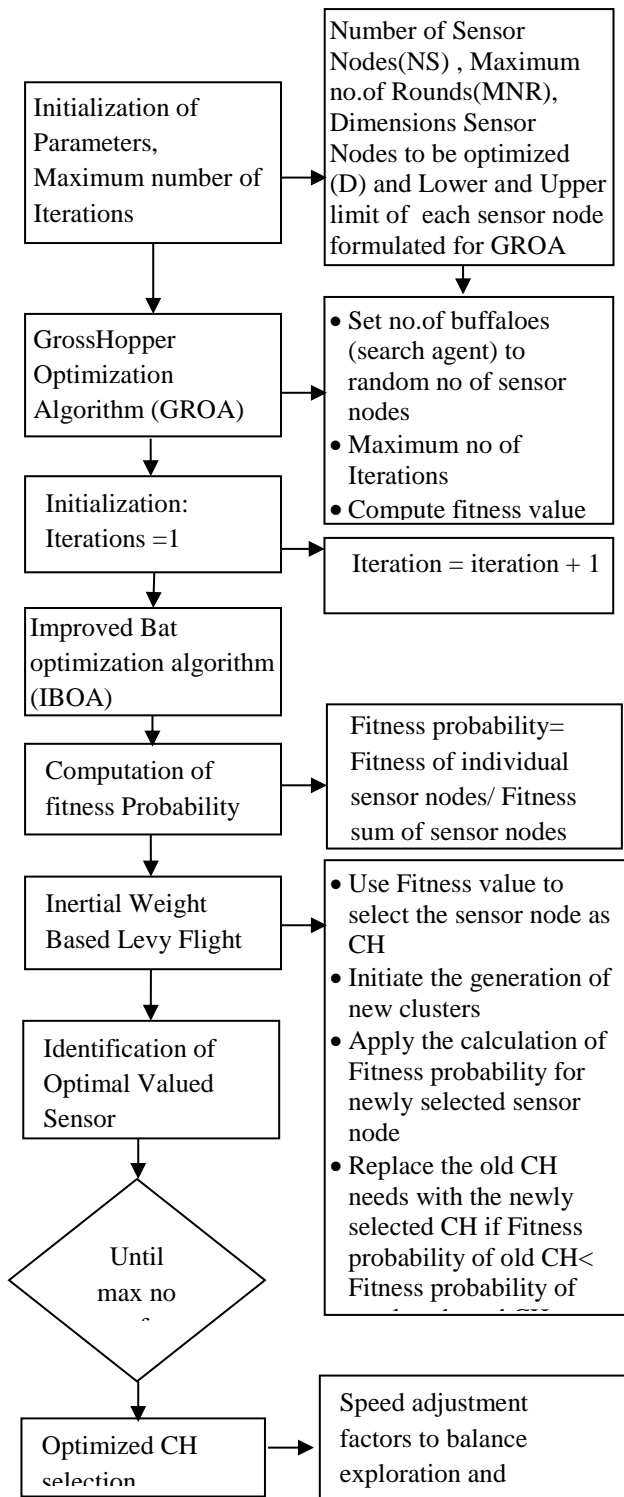 Initialization of
Parameters,
Maximum number of
Iterations
Number of Sensor
Nodes(NS) , Maximum
no.of Rounds(MNR),
Dimensions Sensor
Nodes to be optimized
(D) and Lower and Upper
limit of each sensor node
formulated for GROA
GrossHopper
Optimization
Algorithm (GROA)
• Set no.of buffaloes
(search agent) to
random no of sensor
nodes
• Maximum no of
Iterations
• Compute fitness value
Initialization:
Iterations =1
Iteration = iteration + 1
Improved Bat
optimization algorithm
(IBOA)
Computation of
fitness Probability
Fitness probability=
Fitness of individual
sensor nodes/ Fitness
sum of sensor nodes
Inertial Weight
Based Levy Flight
• Use Fitness value to
select the sensor node as
CH
• Initiate the generation of
new clusters
• Apply the calculation of
Fitness probability for
newly selected sensor
node
• Replace the old CH
needs with the newly
selected CH if Fitness
probability of old CH<
Fitness probability of
Identification of
Optimal Valued
Sensor
Until
max no
Optimized CH
selection
Speed adjustment
factors to balance
exploration and